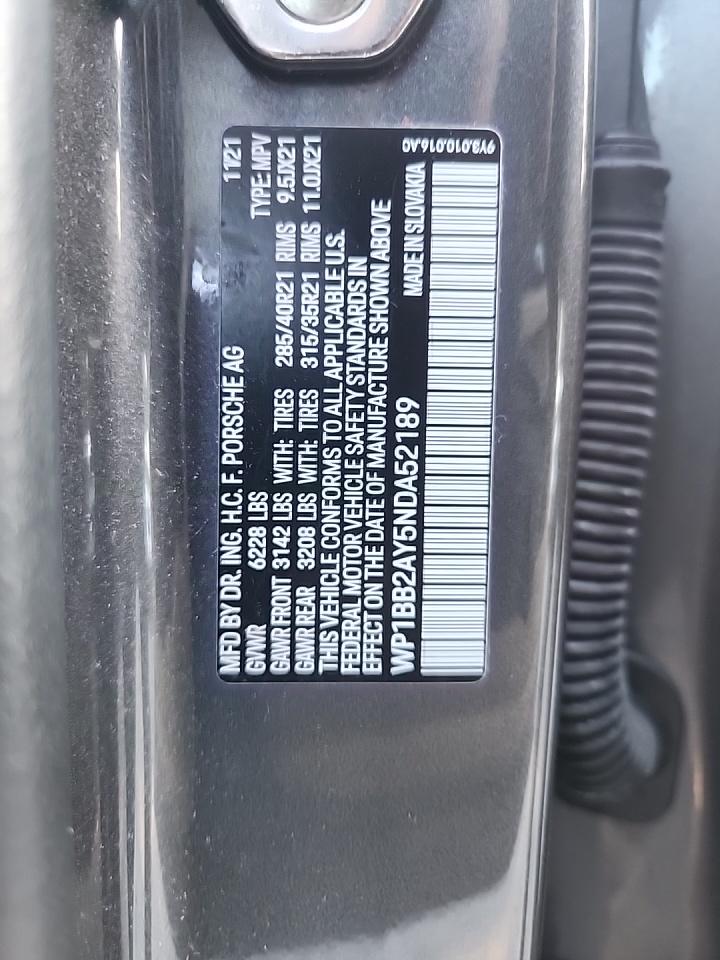 MFD BY DR. ING. H.C. F. PORSCHE AG 11/21
GVWR 6228 LBS TYPE: MPV
GAWR FRONT 3142 LBS WITH: TIRES 285/40R21 RIMS 9.5JX21
GAWR REAR 3208 LBS WITH: TIRES 315/35R21 RIMS 11.0JX21
THIS VEHICLE CONFORMS TO ALL APPLICABLE U.S.
FEDERAL MOTOR VEHICLE SAFETY STANDARDS IN
EFFECT ON THE DATE OF MANUFACTURE SHOWN ABOVE
WP1BB2AY5NDA52189 MADE IN SLOVAKIA
9Y3.010.016.AC